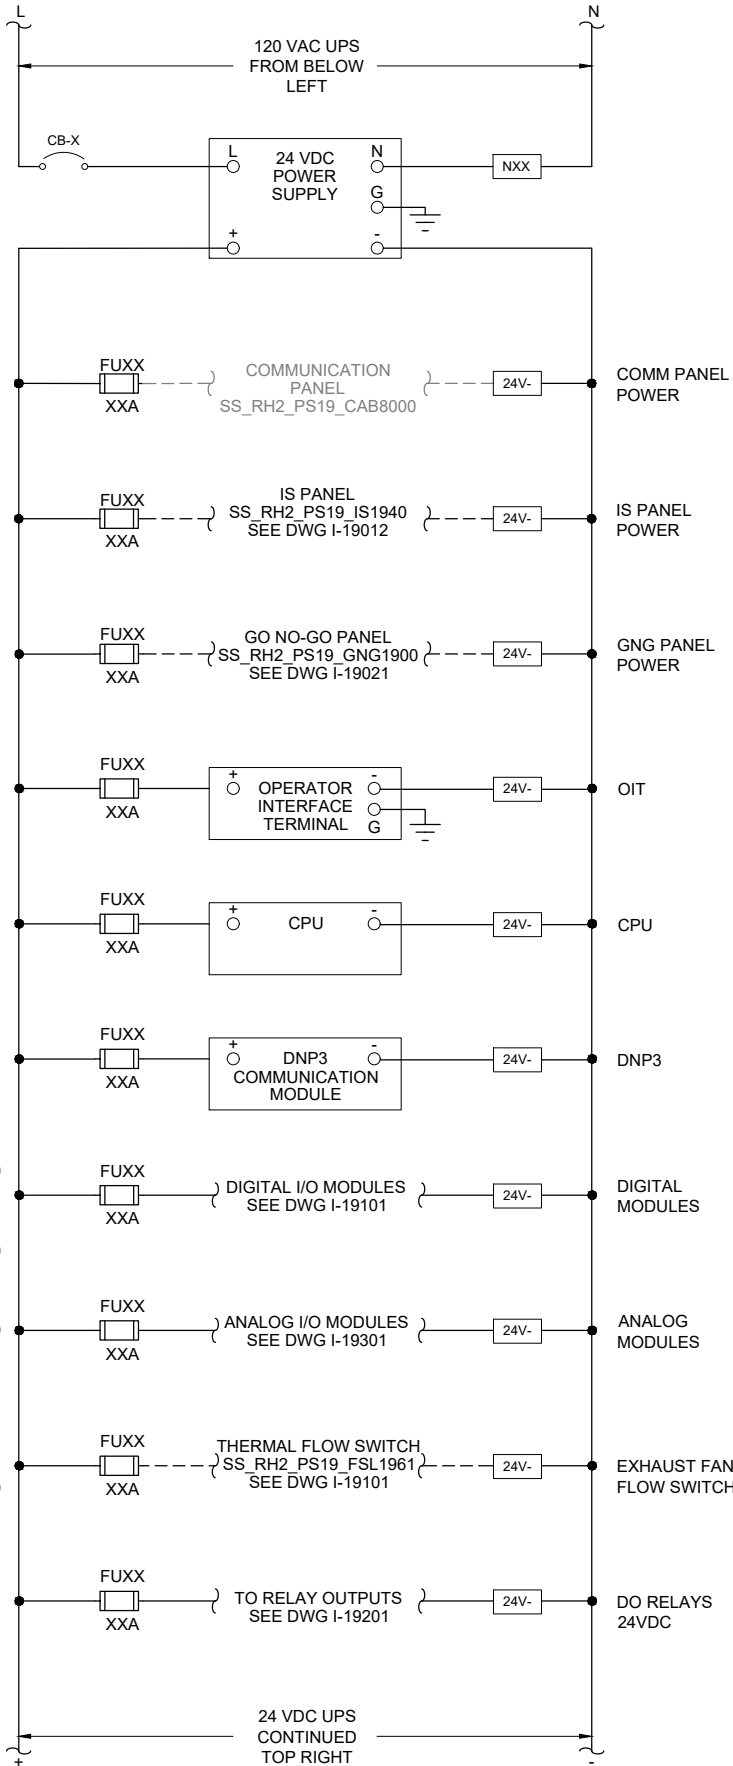 L
N
120 VAC UPS
FROM BELOW
LEFT
CB-X
L
24 VDC
POWER
SUPPLY
N
G
NXX
+
-
FUXX
XXA
COMMUNICATION
PANEL
SS_RH2_PS19_CAB8000
24V-
COMM PANEL
POWER
FUXX
XXA
IS PANEL
SS_RH2_PS19_IS1940
SEE DWG I-19012
24V-
IS PANEL
POWER
FUXX
XXA
GO NO-GO PANEL
SS_RH2_PS19_GNG1900
SEE DWG I-19021
24V-
GNG PANEL
POWER
FUXX
XXA
+
OPERATOR
INTERFACE
TERMINAL
-
G
24V-
OIT
FUXX
XXA
+
CPU
-
24V-
CPU
FUXX
XXA
+
DNP3
COMMUNICATION
MODULE
-
24V-
DNP3
FUXX
XXA
DIGITAL I/O MODULES
SEE DWG I-19101
24V-
DIGITAL
MODULES
FUXX
XXA
ANALOG I/O MODULES
SEE DWG I-19301
24V-
ANALOG
MODULES
FUXX
XXA
THERMAL FLOW SWITCH
SS_RH2_PS19_FSL1961
SEE DWG I-19101
24V-
EXHAUST FAN
FLOW SWITCH
FUXX
XXA
TO RELAY OUTPUTS
SEE DWG I-19201
24V-
DO RELAYS
24VDC
24 VDC UPS
CONTINUED
TOP RIGHT
+
-